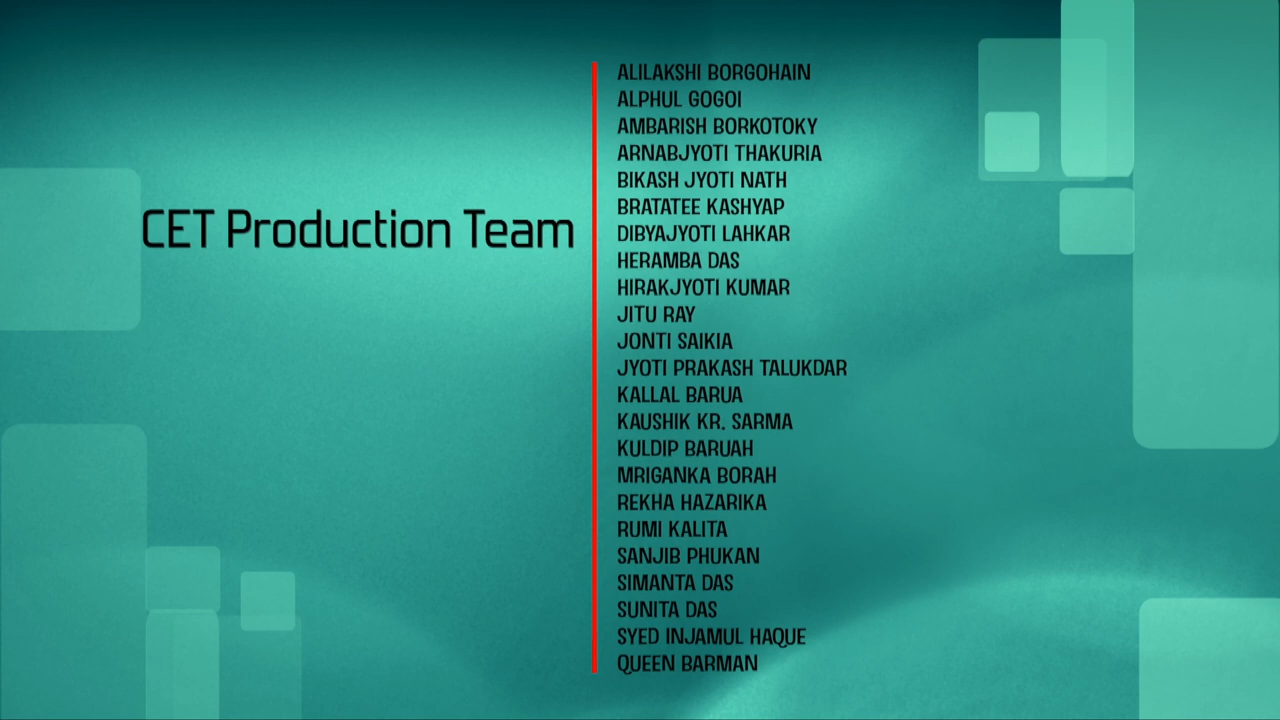 CET Production Team
ALILAKSHI BORGOHAIN
ALPHUL GOGOI
AMBARISH BORKOTOKY
ARNABJYOTI THAKURIA
BIKASH JYOTI NATH
BRATATEE KASHYAP
DIBYAJYOTI LAHKAR
HERAMBA DAS
HIRAKJYOTI KUMAR
JITU RAY
JONTI SAIKIA
JYOTI PRAKASH TALUKDAR
KALLAL BARUA
KAUSHIK KR. SARMA
KULDIP BARUAH
MRIGANKA BORAH
REKHA HAZARIKA
RUMI KALITA
SANJIB PHUKAN
SIMANTA DAS
SUNITA DAS
SYED INJAMUL HAQUE
QUEEN BARMAN